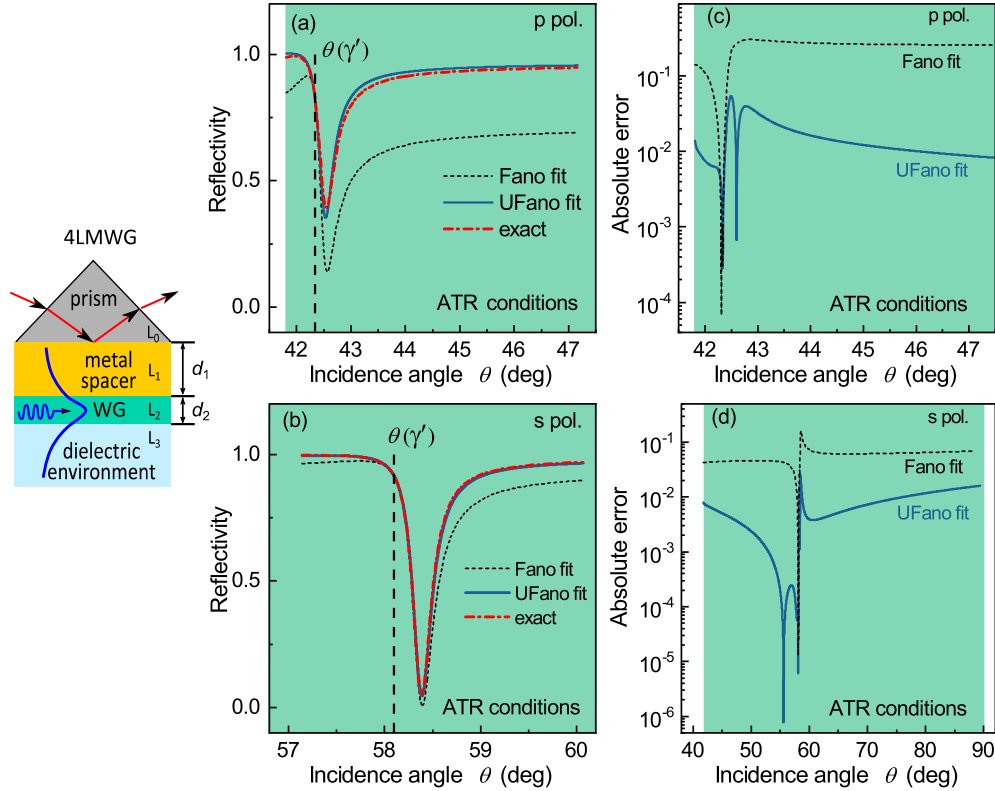 4LMWG
prism
L0
metal
spacer
L1
d1
WG
L2
d2
L3
dielectric
environment
(a)
p pol.
θ(γ′)
1.0
0.5
0.0
Reflectivity
Fano fit
UFano fit
exact
ATR conditions
42 43 44 45 46 47
Incidence angle θ (deg)
(c)
p pol.
Fano fit
UFano fit
10-1
10-2
10-3
10-4
Absolute error
ATR conditions
42 43 44 45 46 47
Incidence angle θ (deg)
(b)
s pol.
θ(γ′)
1.0
0.5
0.0
Reflectivity
Fano fit
UFano fit
exact
ATR conditions
57 58 59 60
Incidence angle θ (deg)
(d)
s pol.
Fano fit
UFano fit
10-1
10-2
10-3
10-4
10-5
10-6
Absolute error
ATR conditions
40 50 60 70 80 90
Incidence angle θ (deg)